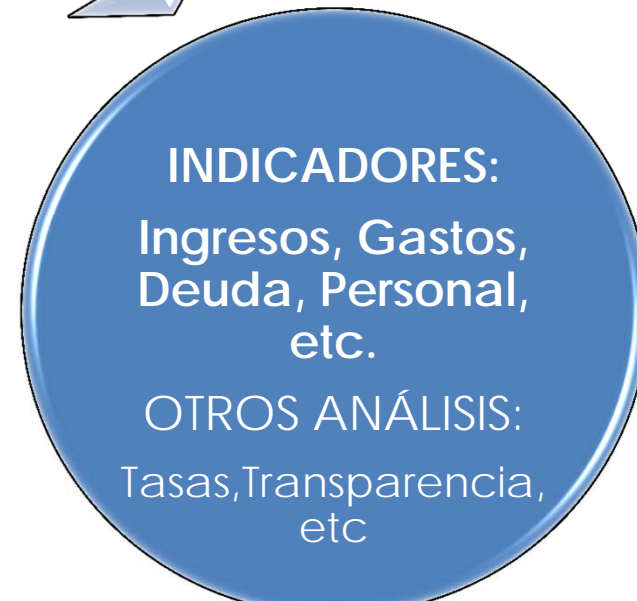 INDICADORES:
Ingresos, Gastos,
Deuda, Personal,
etc.
OTROS ANÁLISIS:
Tasas,Transparencia,
etc